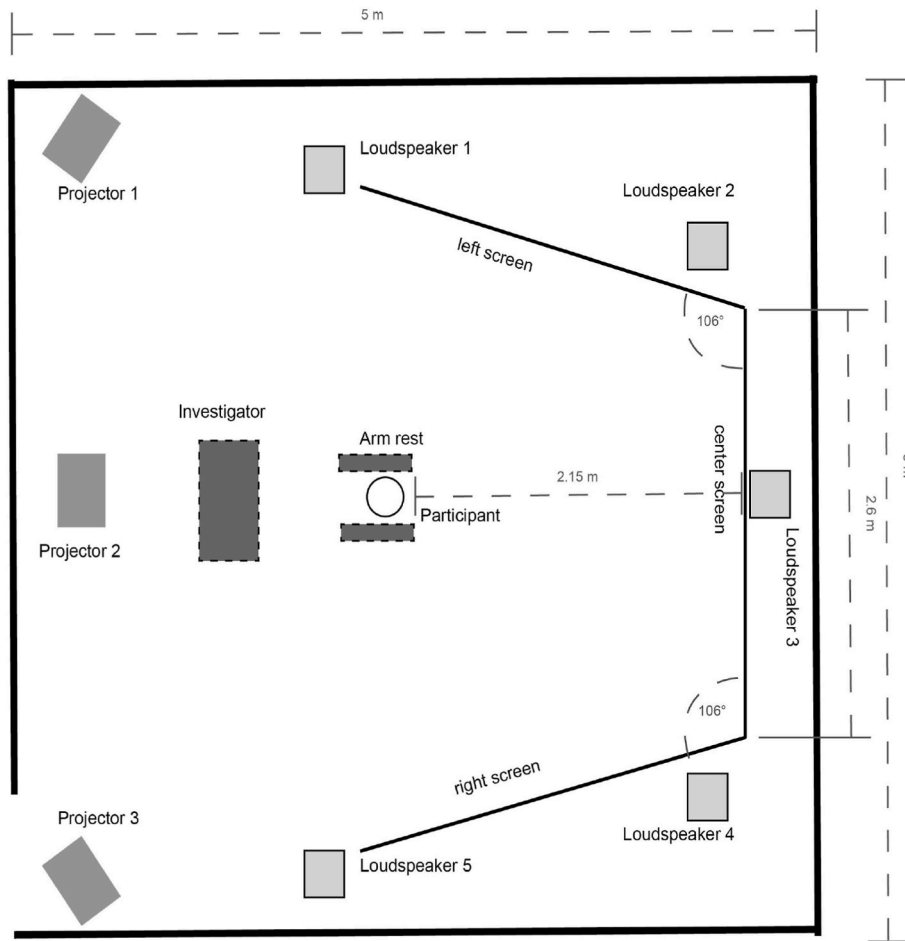 5 m
Loudspeaker 1
Projector 1
Loudspeaker 2
left screen
106°
Investigator
Arm rest
center screen
2.15 m
Participant
2.6 m
Projector 2
Loudspeaker 3
106°
right screen
Projector 3
Loudspeaker 4
Loudspeaker 5